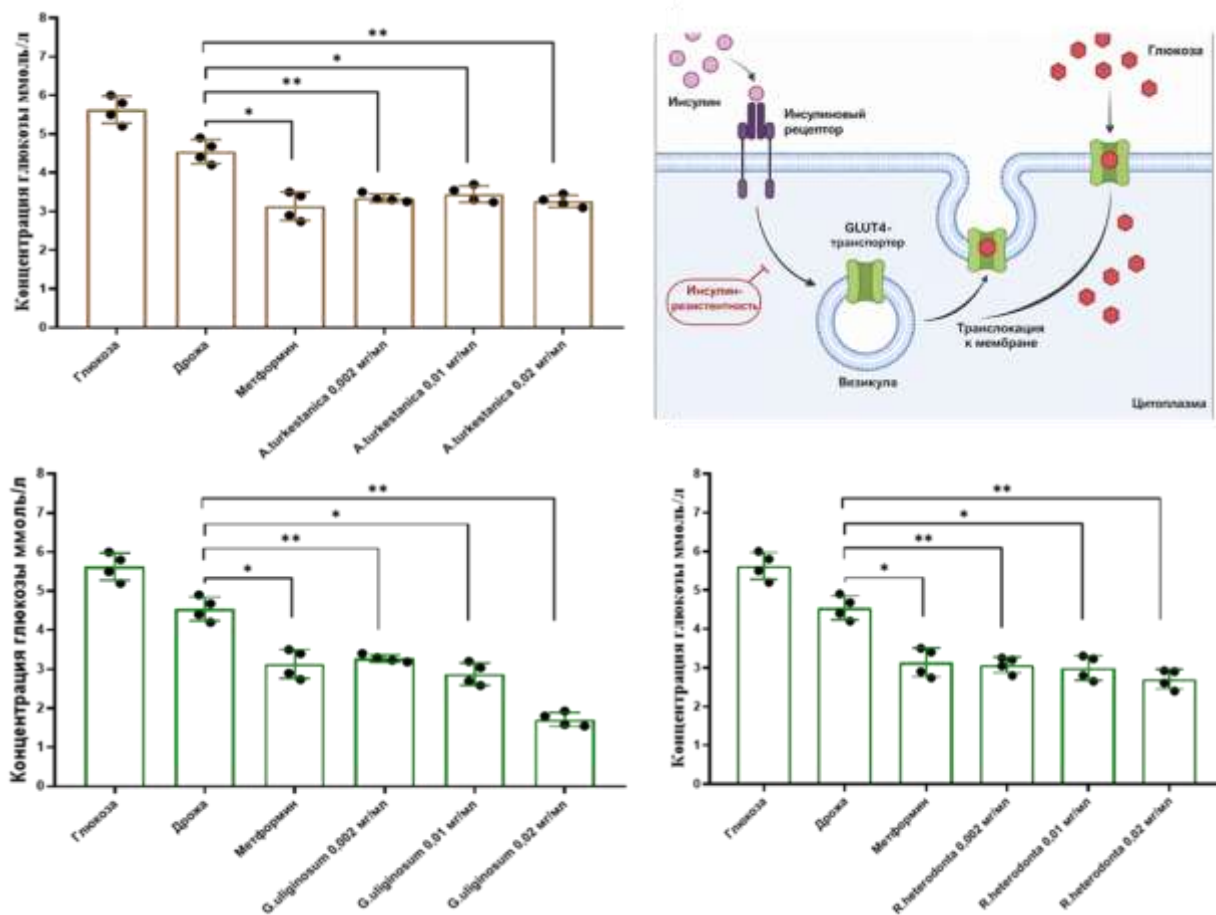 Концентрация глюкозы ммоль/л
8
7
6
5
4
3
2
1
0
**
*
**
*
Глюкоза
Дрожа
Метформин
A.turkestanica 0,002 мг/мл
A.turkestanica 0,01 мг/мл
A.turkestanica 0,02 мг/мл
Инсулин
Инсулиновый
рецептор
Глюкоза
GLUT4-
транспортер
Инсулин-
резистентность
Везикула
Транслокация
к мембране
Цитоплазма
Концентрация глюкозы ммоль/л
8
7
6
5
4
3
2
1
0
**
*
**
*
Глюкоза
Дрожа
Метформин
G.uliginosum 0,002 мг/мл
G.uliginosum 0,01 мг/мл
G.uliginosum 0,02 мг/мл
Концентрация глюкозы ммоль/л
8
7
6
5
4
3
2
1
0
**
*
**
*
Глюкоза
Дрожа
Метформин
R.heterodonta 0,002 мг/мл
R.heterodonta 0,01 мг/мл
R.heterodonta 0,02 мг/мл